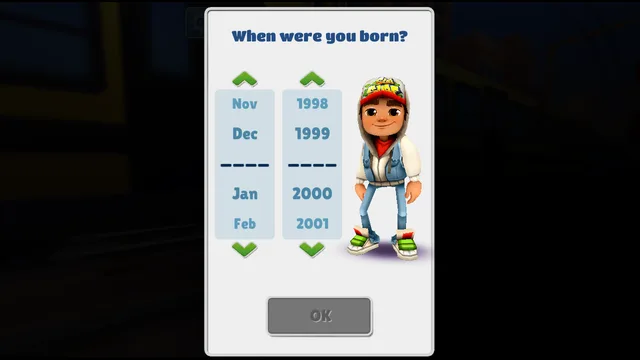 When were you born?
Nov 1998
Dec 1999
---- ----
Jan 2000
Feb 2001
OK